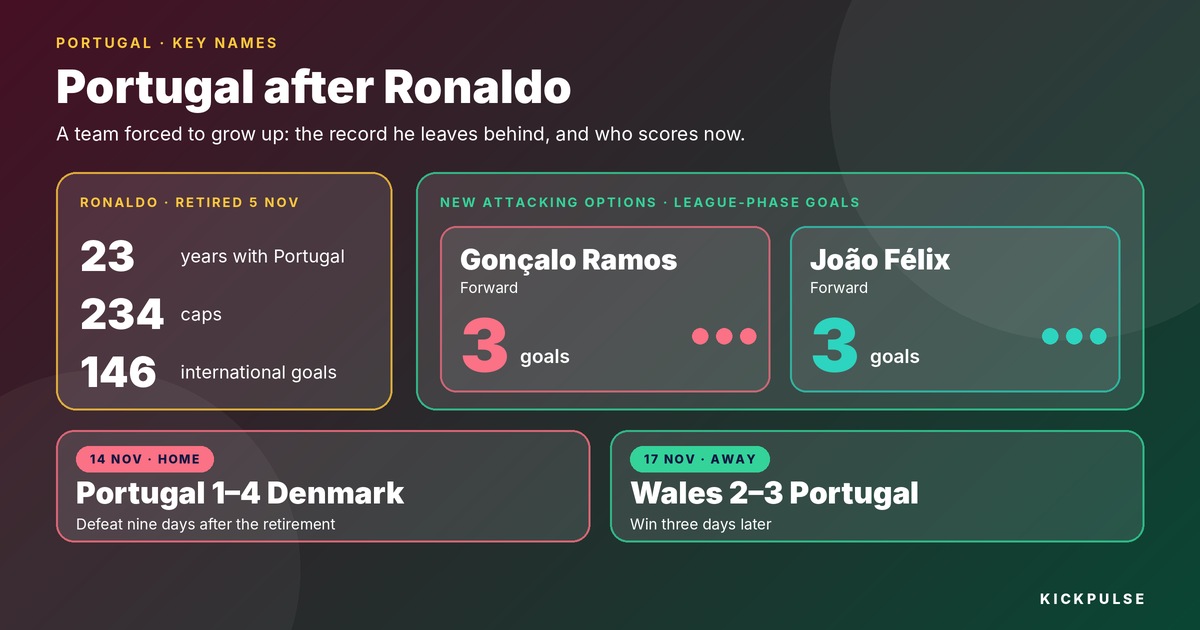 PORTUGAL · KEY NAMES
Portugal after Ronaldo
A team forced to grow up: the record he leaves behind, and who scores now.
RONALDO · RETIRED 5 NOV
23 years with Portugal
234 caps
146 international goals
NEW ATTACKING OPTIONS · LEAGUE-PHASE GOALS
Gonçalo Ramos
Forward
3 goals
João Félix
Forward
3 goals
14 NOV · HOME
Portugal 1–4 Denmark
Defeat nine days after the retirement
17 NOV · AWAY
Wales 2–3 Portugal
Win three days later
KICKPULSE